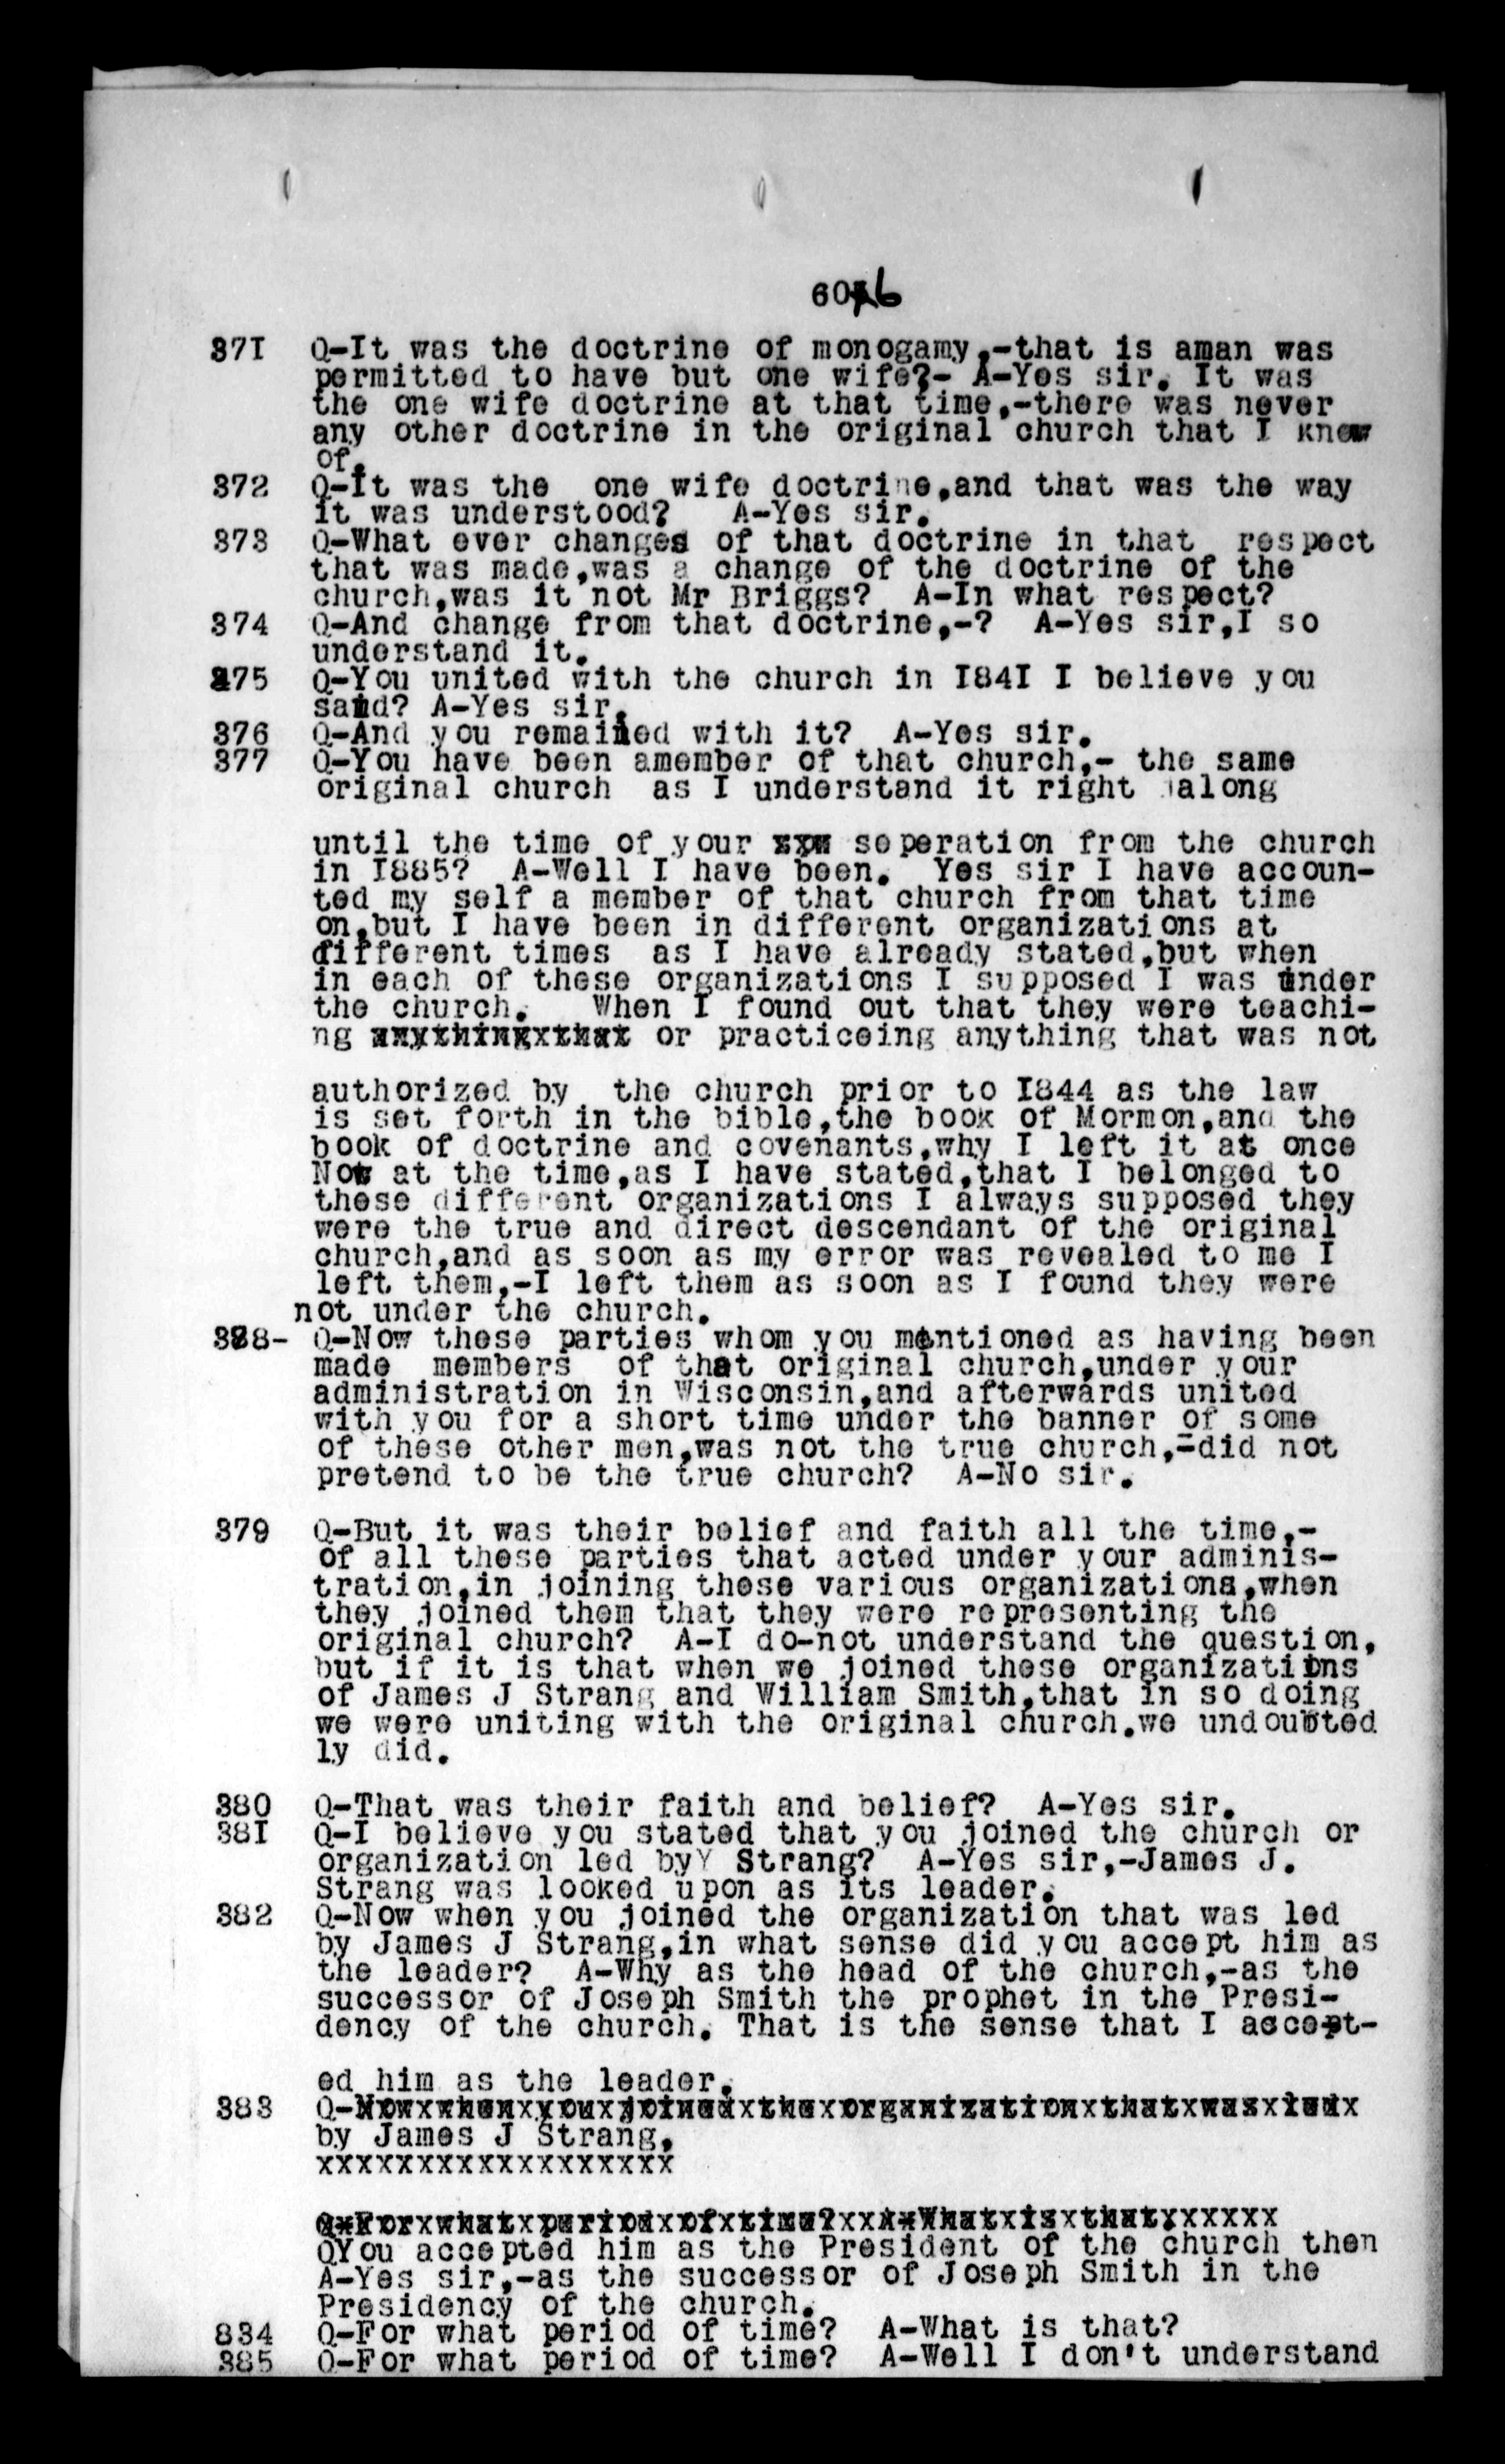 606
371 Q-It was the doctrine of monogamy,-that is aman was
permitted to have but one wife?- A-Yes sir. It was
the one wife doctrine at that time,-there was never
any other doctrine in the original church that I know
of.
372 Q-It was the one wife doctrine,and that was the way
it was understood? A-Yes sir.
373 Q-What ever changes of that doctrine in that respect
that was made,was a change of the doctrine of the
church,was it not Mr Briggs? A-In what respect?
374 Q-And change from that doctrine,-? A-Yes sir,I so
understand it.
375 Q-You united with the church in I84I I believe you
said? A-Yes sir.
376 Q-And you remained with it? A-Yes sir.
377 Q-You have been amember of that church,- the same
original church as I understand it right along
until the time of your xxx seperation from the church
in I885? A-Well I have been. Yes sir I have accoun-
ted my self a member of that church from that time
on,but I have been in different organizations at
different times as I have already stated,but when
in each of these organizations I supposed I was under
the church. When I found out that they were teachi-
ng anything that or practiceing anything that was not
authorized by the church prior to I844 as the law
is set forth in the bible,the book of Mormon,and the
book of doctrine and covenants,why I left it at once
Not at the time,as I have stated,that I belonged to
these different organizations I always supposed they
were the true and direct descendant of the original
church,and as soon as my error was revealed to me I
left them,-I left them as soon as I found they were
not under the church.
378- Q-Now these parties whom you mentioned as having been
made members of that original church,under your
administration in Wisconsin,and afterwards united
with you for a short time under the banner of some
of these other men,was not the true church,-did not
pretend to be the true church? A-No sir.
379 Q-But it was their belief and faith all the time,-
of all these parties that acted under your adminis-
tration,in joining these various organizations,when
they joined them that they were representing the
original church? A-I do-not understand the question,
but if it is that when we joined these organizations
of James J Strang and William Smith,that in so doing
we were uniting with the original church.we undoubted
ly did.
380 Q-That was their faith and belief? A-Yes sir.
38I Q-I believe you stated that you joined the church or
organization led byY Strang? A-Yes sir,-James J.
Strang was looked upon as its leader.
382 Q-Now when you joined the organization that was led
by James J Strang,in what sense did you accept him as
the leader? A-Why as the head of the church,-as the
successor of Joseph Smith the prophet in the Presi-
dency of the church. That is the sense that I accept-
ed him as the leader.
383 Q-Nowxwhenxyouxjoinedxthexorganizationxthatxwasxledx
by James J Strang,
xxxxxxxxxxxxxxxxxx
Q-Forxwhatxperiodxofxtime?xxA-Whatxisxthat?xxxxx
QYou accepted him as the President of the church then
A-Yes sir,-as the successor of Joseph Smith in the
Presidency of the church.
834 Q-For what period of time? A-What is that?
385 Q-For what period of time? A-Well I don't understand